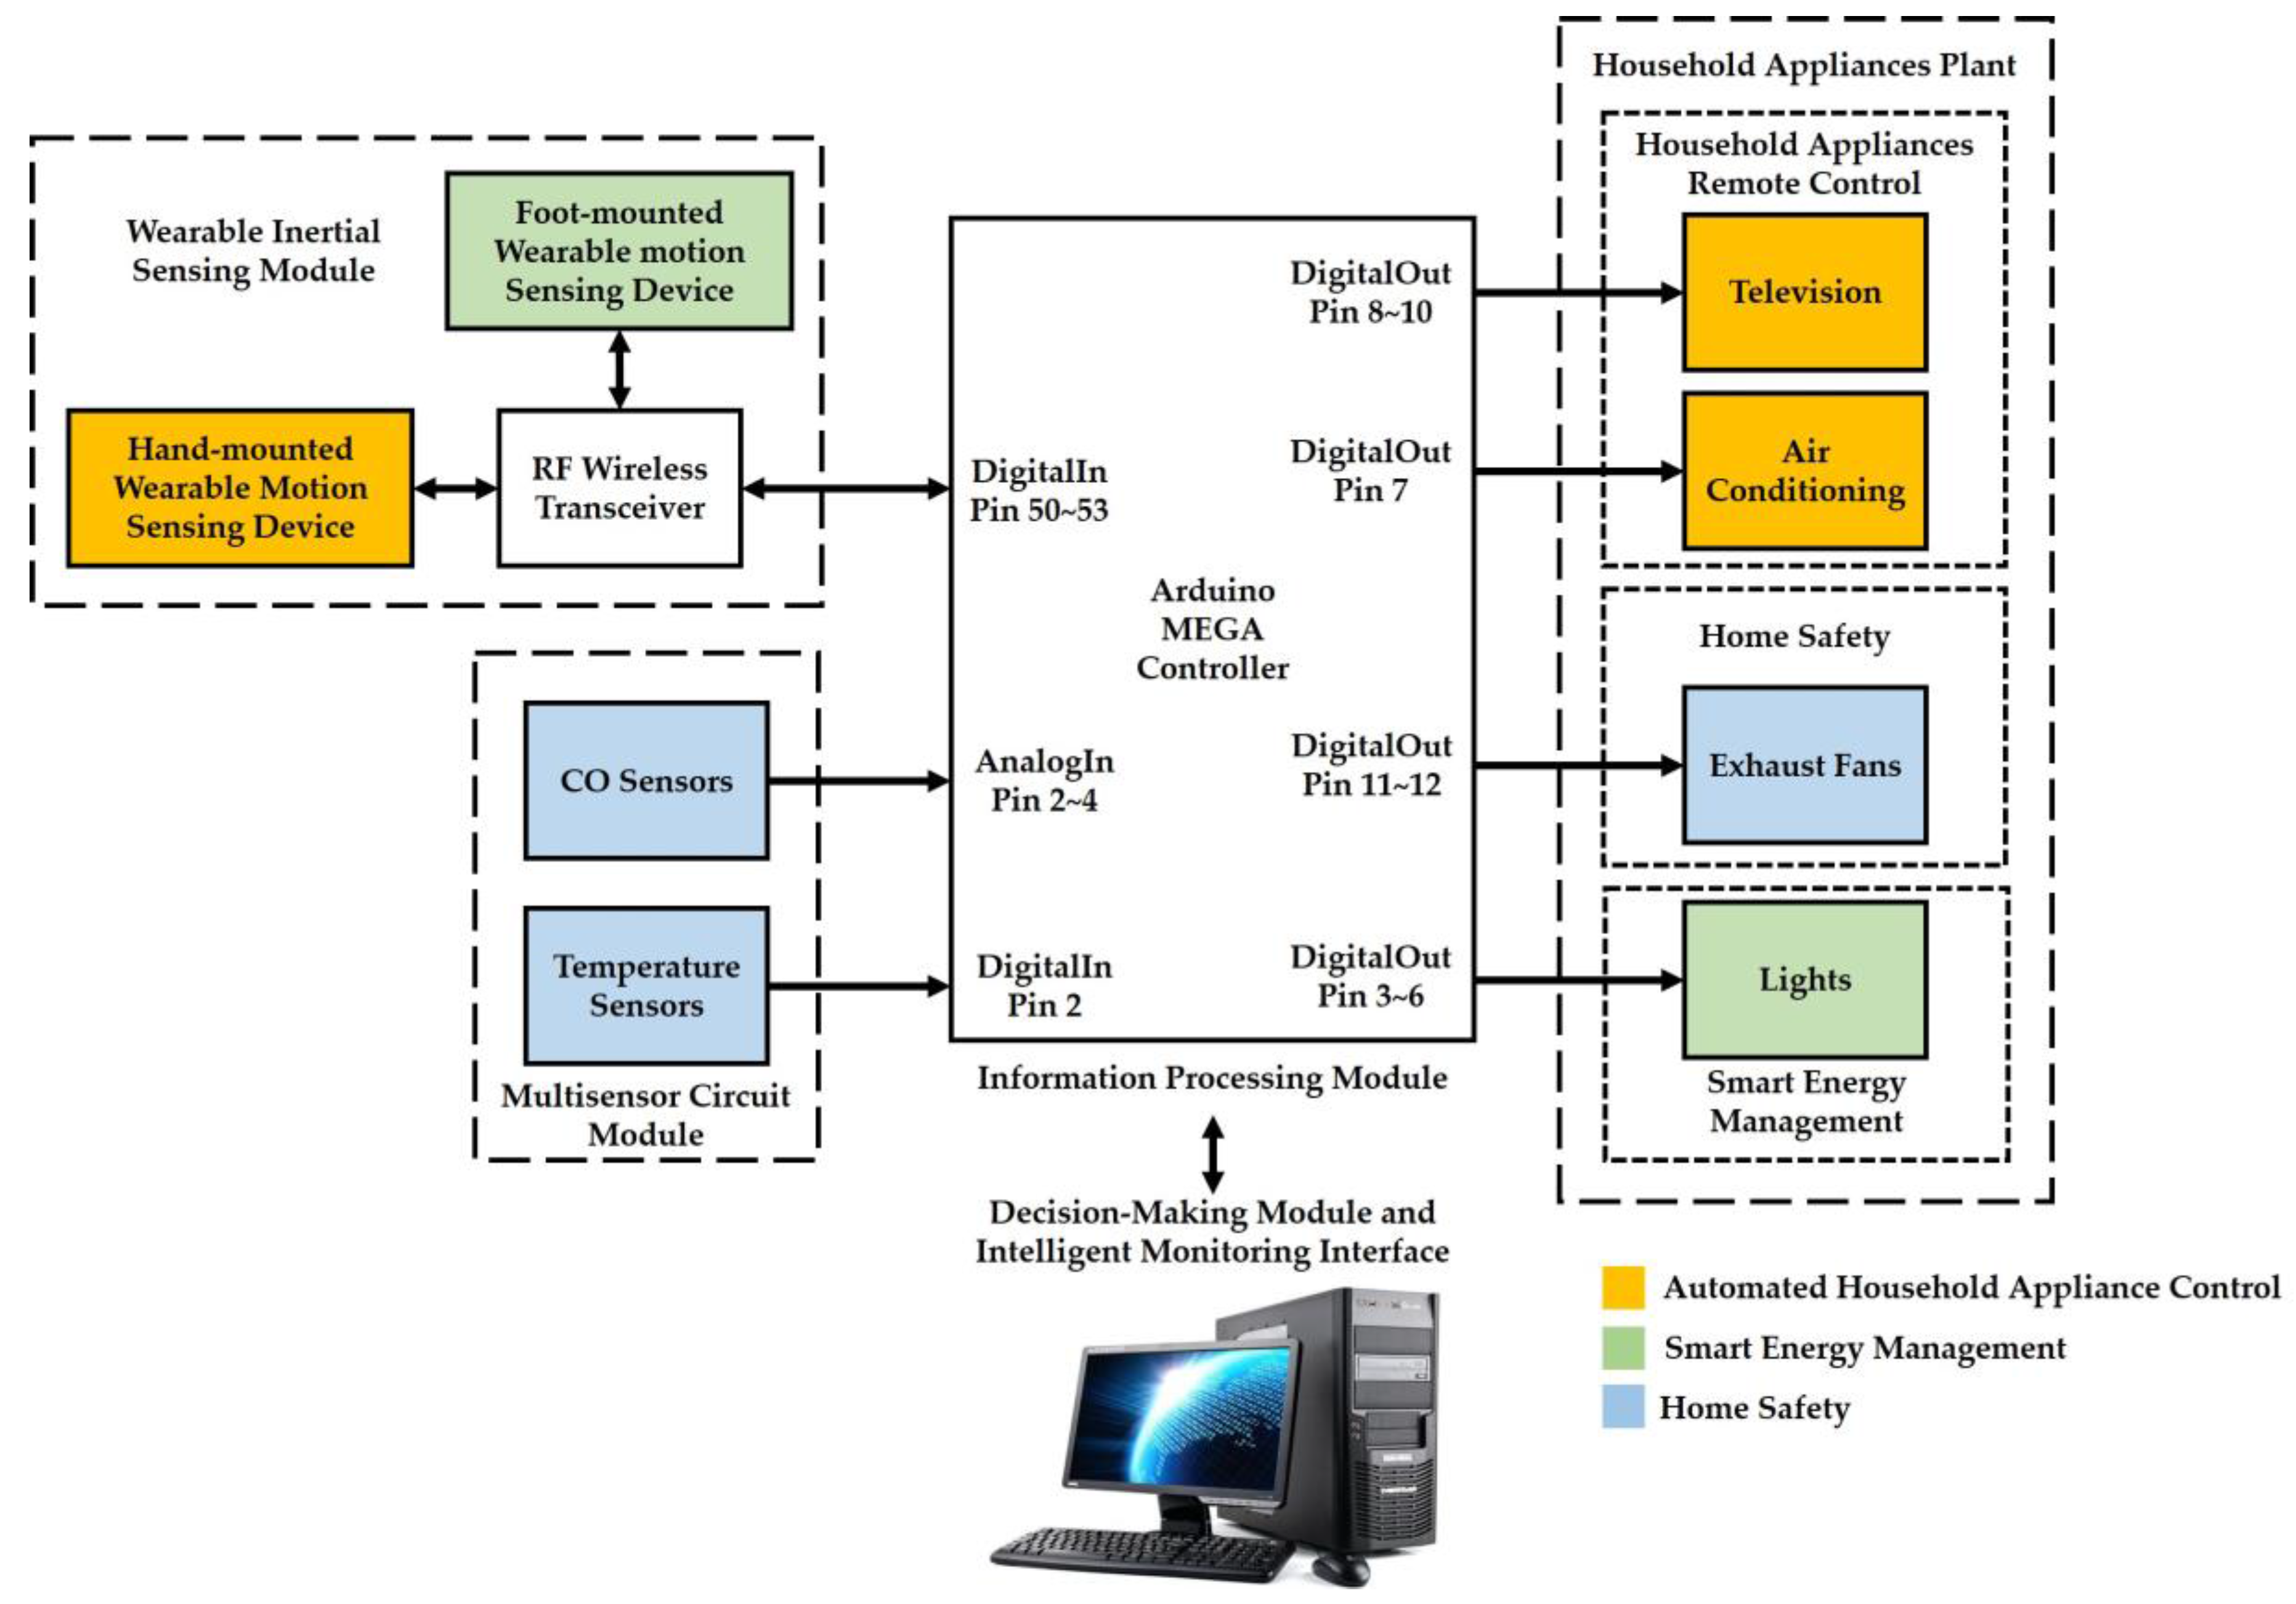 Household Appliances Plant
Household Appliances
Remote Control
Television
Air
Conditioning
Home Safety
Exhaust Fans
Lights
Smart Energy
Management
Wearable Inertial
Sensing Module
Foot-mounted
Wearable motion
Sensing Device
Hand-mounted
Wearable Motion
Sensing Device
RF Wireless
Transceiver
CO Sensors
Temperature
Sensors
Multisensor Circuit
Module
DigitalIn
Pin 50~53
AnalogIn
Pin 2~4
DigitalIn
Pin 2
Arduino
MEGA
Controller
DigitalOut
Pin 8~10
DigitalOut
Pin 7
DigitalOut
Pin 11~12
DigitalOut
Pin 3~6
Information Processing Module
Decision-Making Module and
Intelligent Monitoring Interface
Automated Household Appliance Control
Smart Energy Management
Home Safety